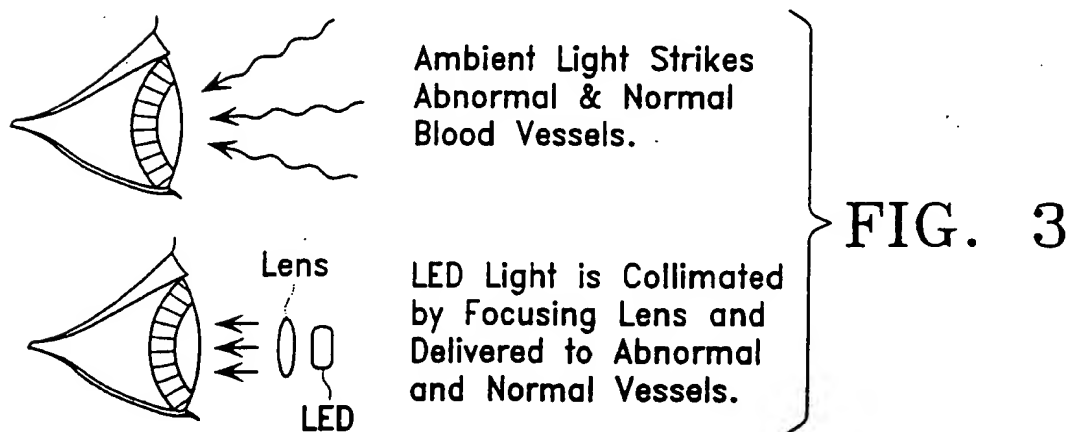 Ambient Light Strikes
Abnormal & Normal
Blood Vessels.
FIG. 3
Lens
LED Light is Collimated
by Focusing Lens and
Delivered to Abnormal
and Normal Vessels.
LED